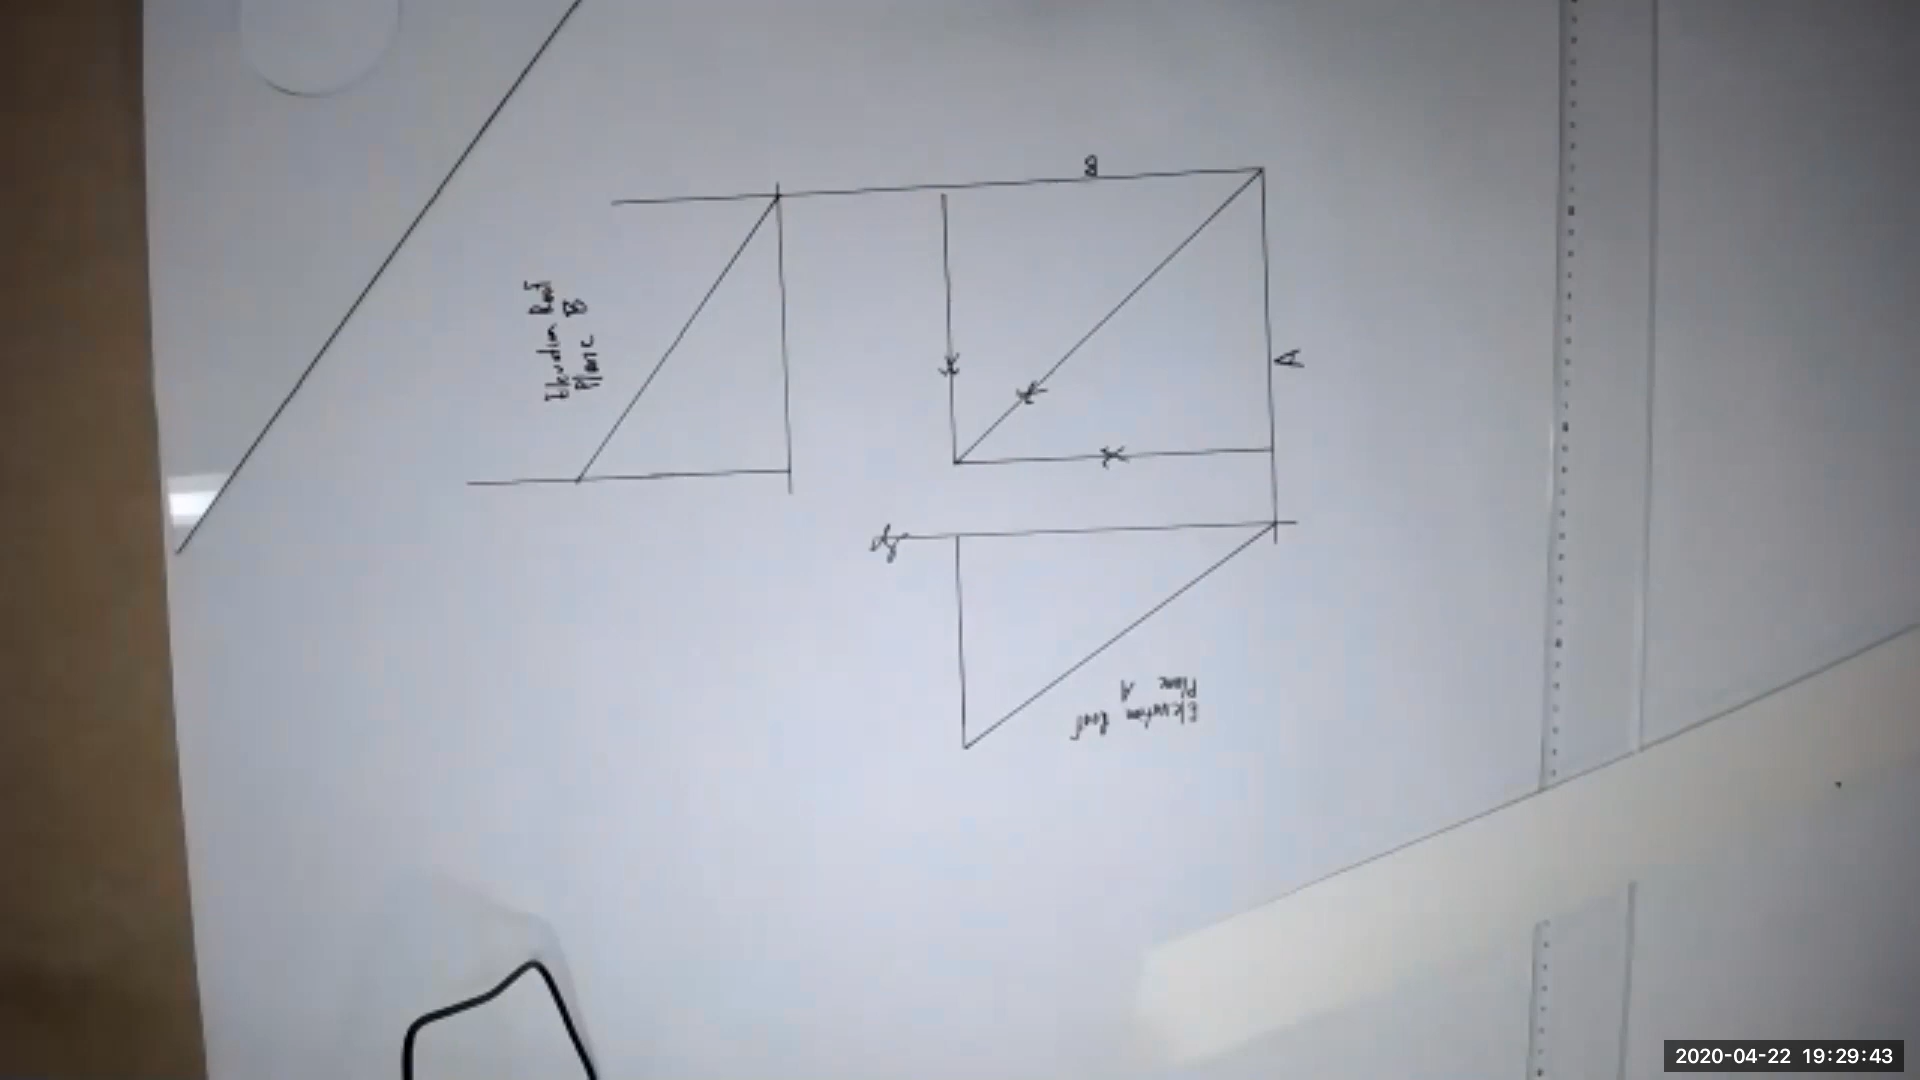 B
A
Elevation Roof
Plane B
Elevation Roof
Plane A
2020-04-22 19:29:43